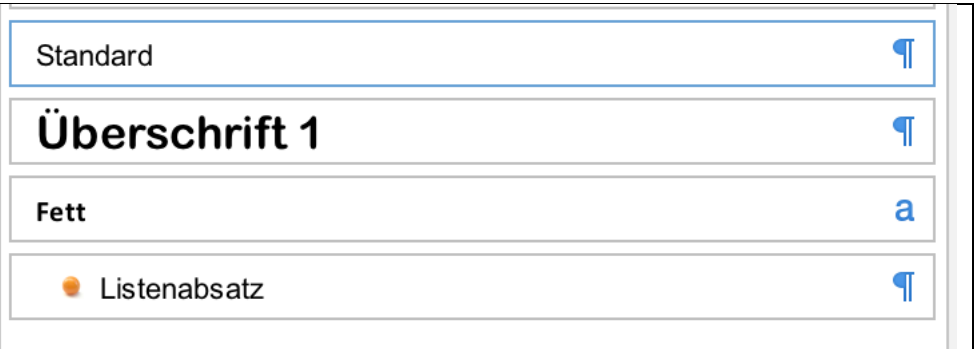 Standard ¶
Überschrift 1 ¶
Fett a
Listenabsatz ¶